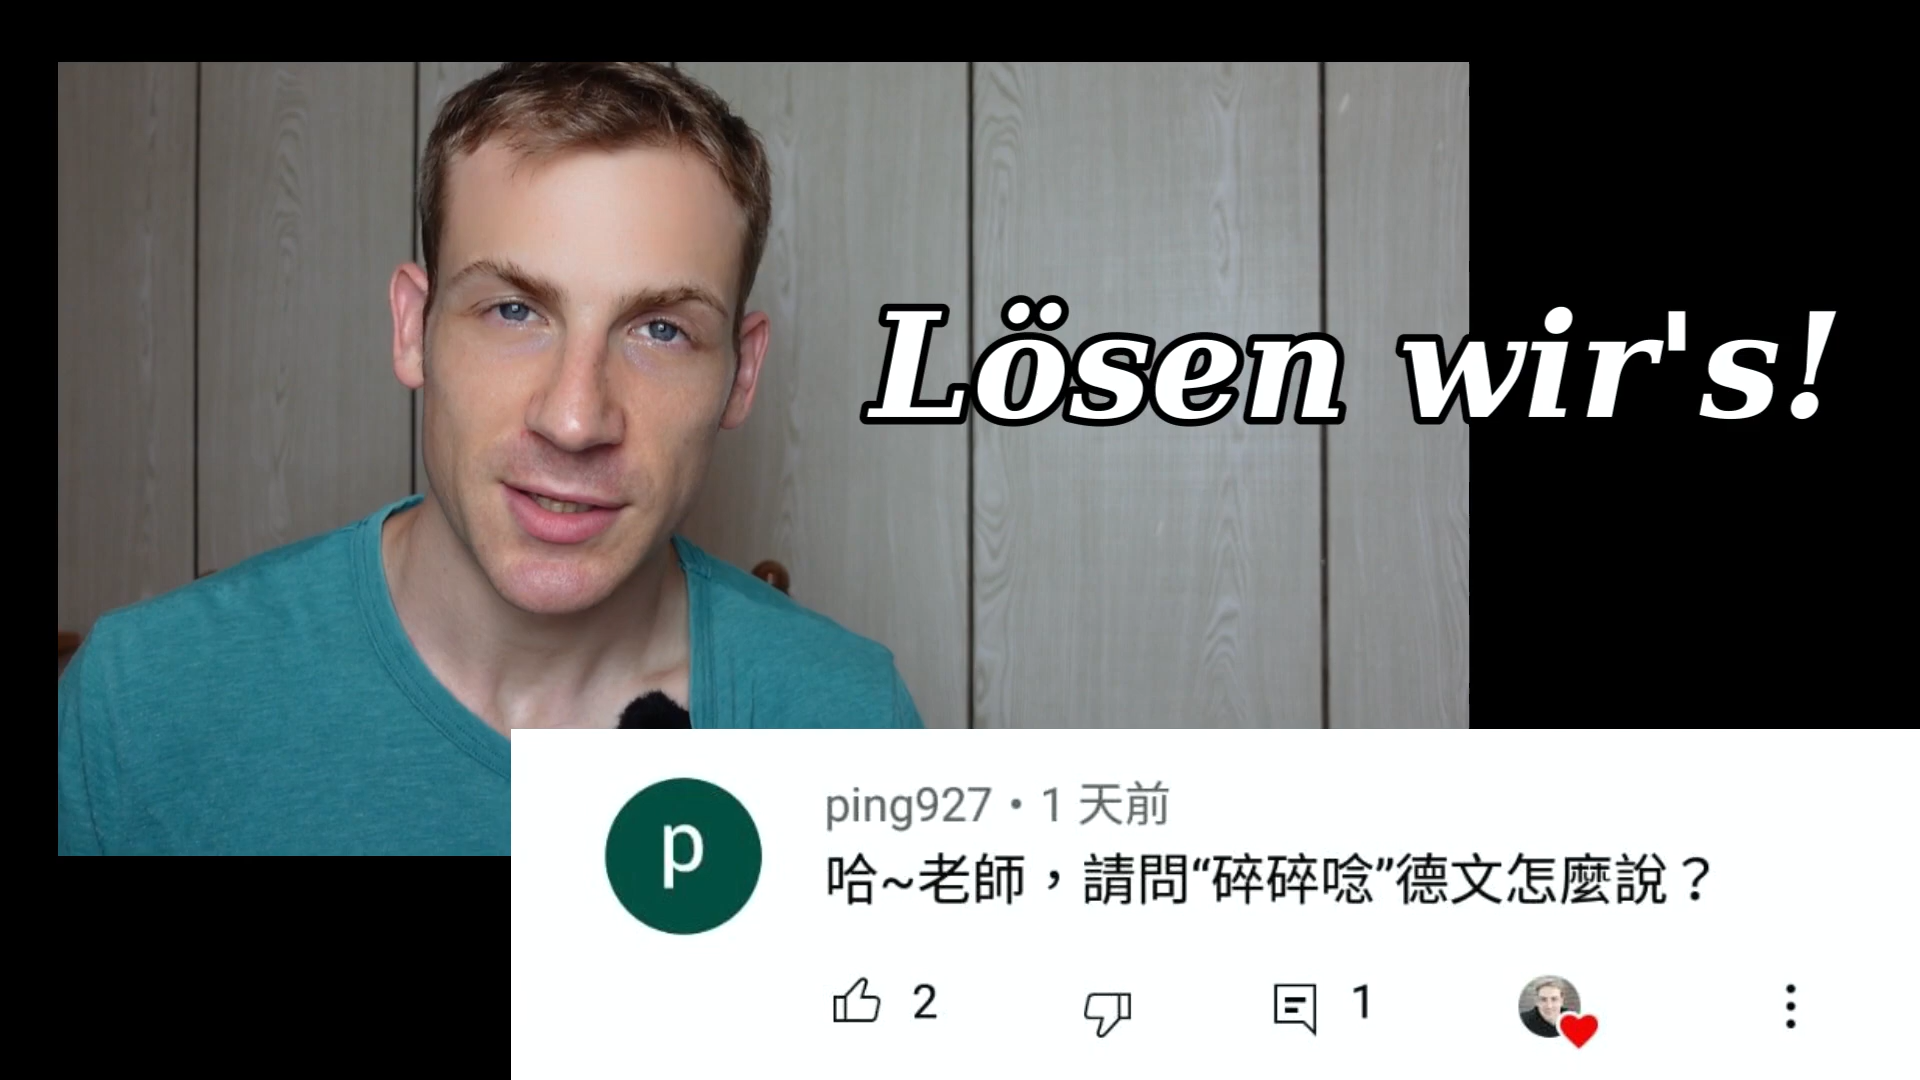 Lösen wir's!
p
ping927 • 1 天前
哈~老師，請問“碎碎唸”德文怎麼說？
2
1